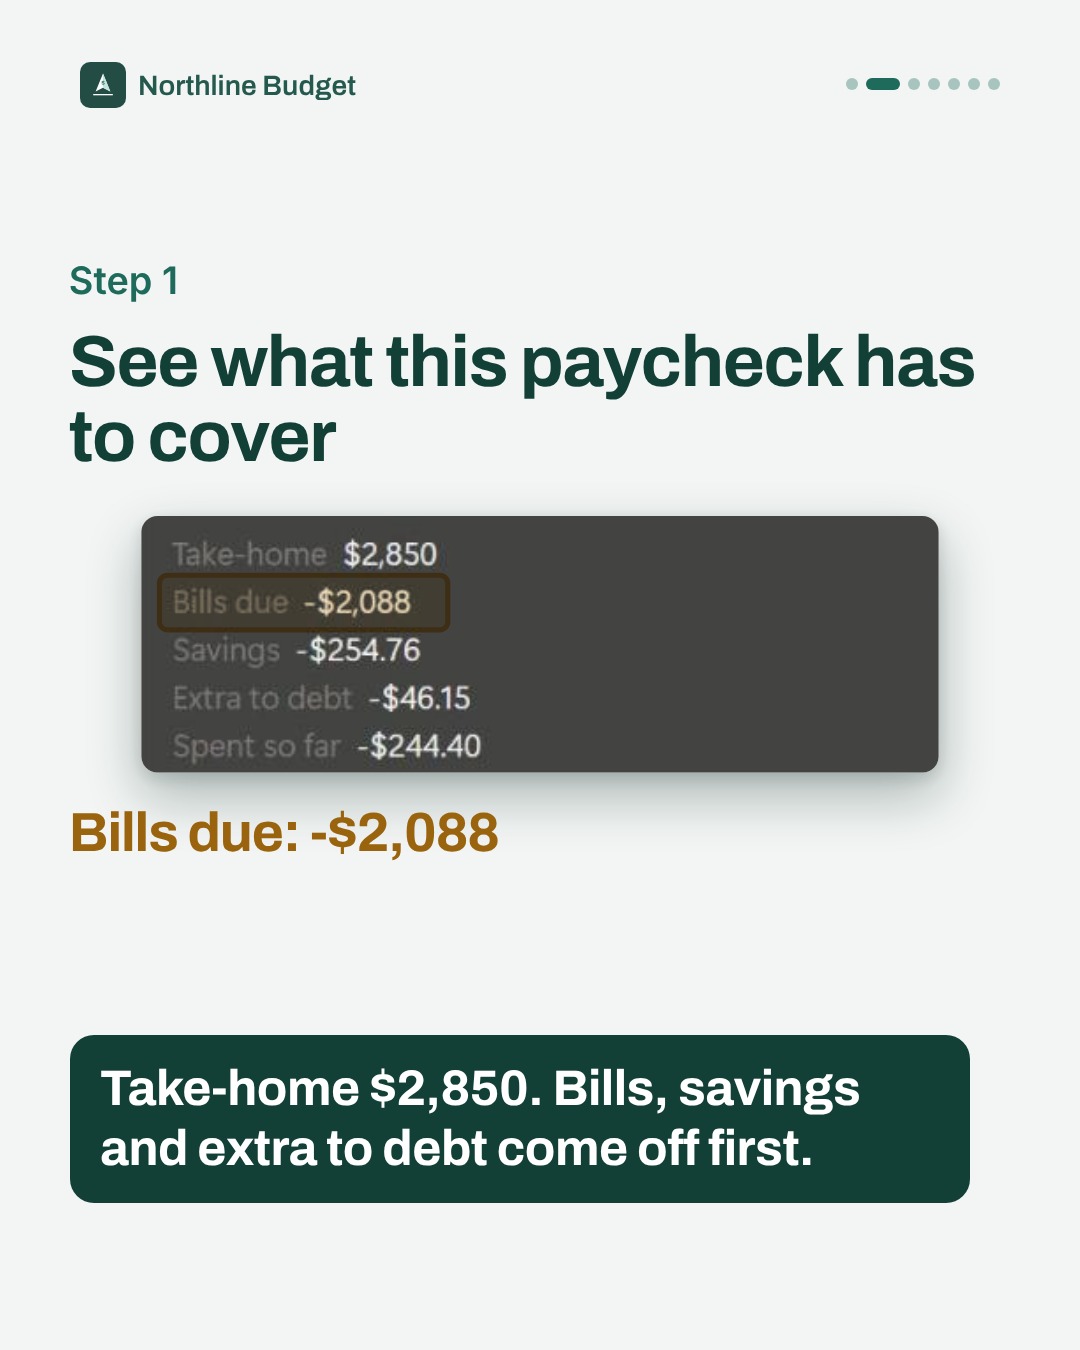 Northline Budget
Step 1
See what this paycheck has
to cover
Take-home $2,850
Bills due -$2,088
Savings -$254.76
Extra to debt -$46.15
Spent so far -$244.40
Bills due: -$2,088
Take-home $2,850. Bills, savings
and extra to debt come off first.